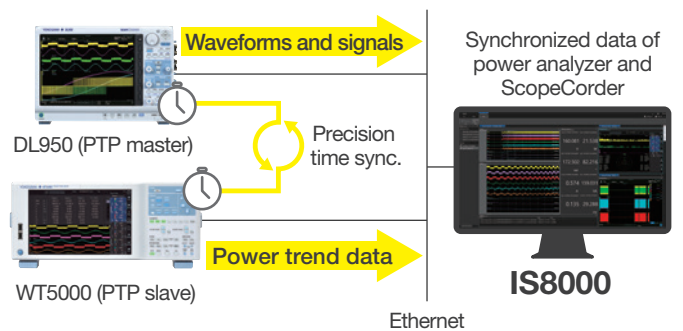 Waveforms and signals
DL950 (PTP master)
Precision
time sync.
WT5000 (PTP slave)
Power trend data
Ethernet
Synchronized data of
power analyzer and
ScopeCorder
IS8000